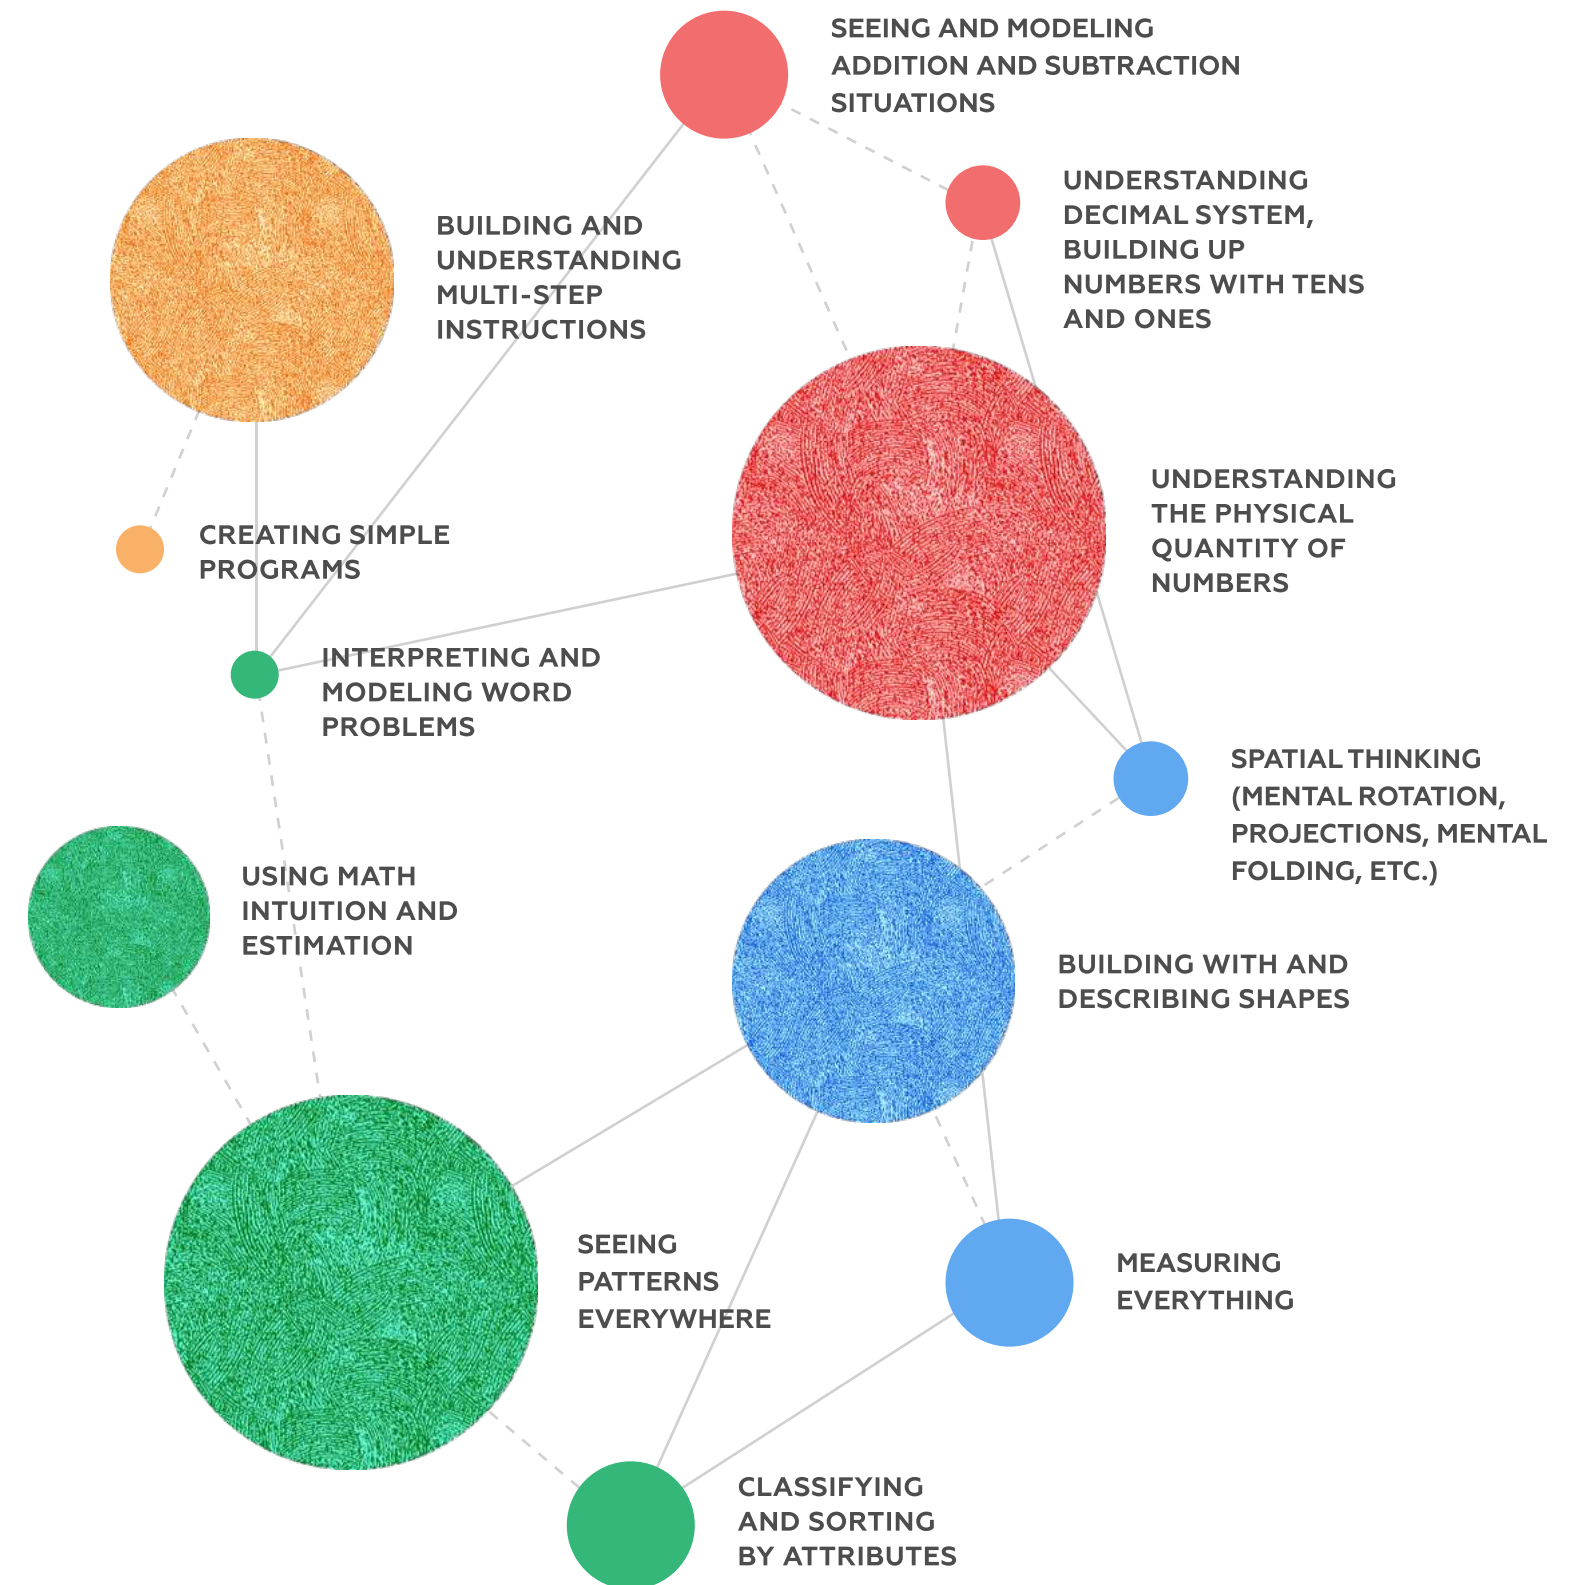 SEEING AND MODELING
ADDITION AND SUBTRACTION
SITUATIONS
UNDERSTANDING
DECIMAL SYSTEM,
BUILDING UP
NUMBERS WITH TENS
AND ONES
BUILDING AND
UNDERSTANDING
MULTI-STEP
INSTRUCTIONS
UNDERSTANDING
THE PHYSICAL
QUANTITY OF
NUMBERS
CREATING SIMPLE
PROGRAMS
INTERPRETING AND
MODELING WORD
PROBLEMS
SPATIAL THINKING
(MENTAL ROTATION,
PROJECTIONS, MENTAL
FOLDING, ETC.)
USING MATH
INTUITION AND
ESTIMATION
BUILDING WITH AND
DESCRIBING SHAPES
SEEING
PATTERNS
EVERYWHERE
MEASURING
EVERYTHING
CLASSIFYING
AND SORTING
BY ATTRIBUTES